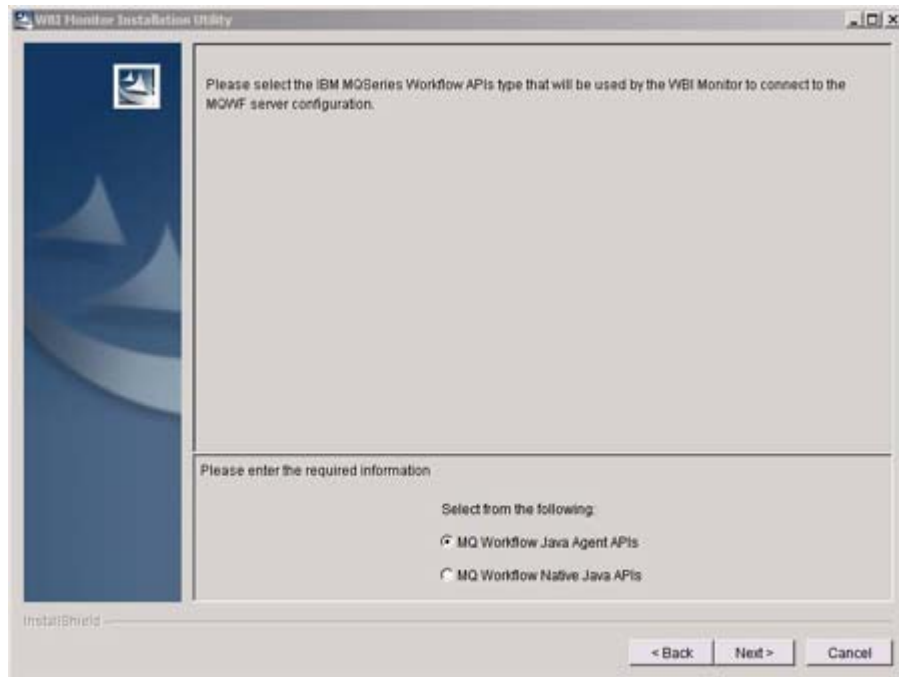 WBI Monitor Installation Utility
Please select the IBM MQSeries Workflow APIs type that will be used by the WBI Monitor to connect to the
MQWF server configuration.
Please enter the required information
Select from the following:
MQ Workflow Java Agent APIs
MQ Workflow Native Java APIs
InstallShield
< Back
Next >
Cancel